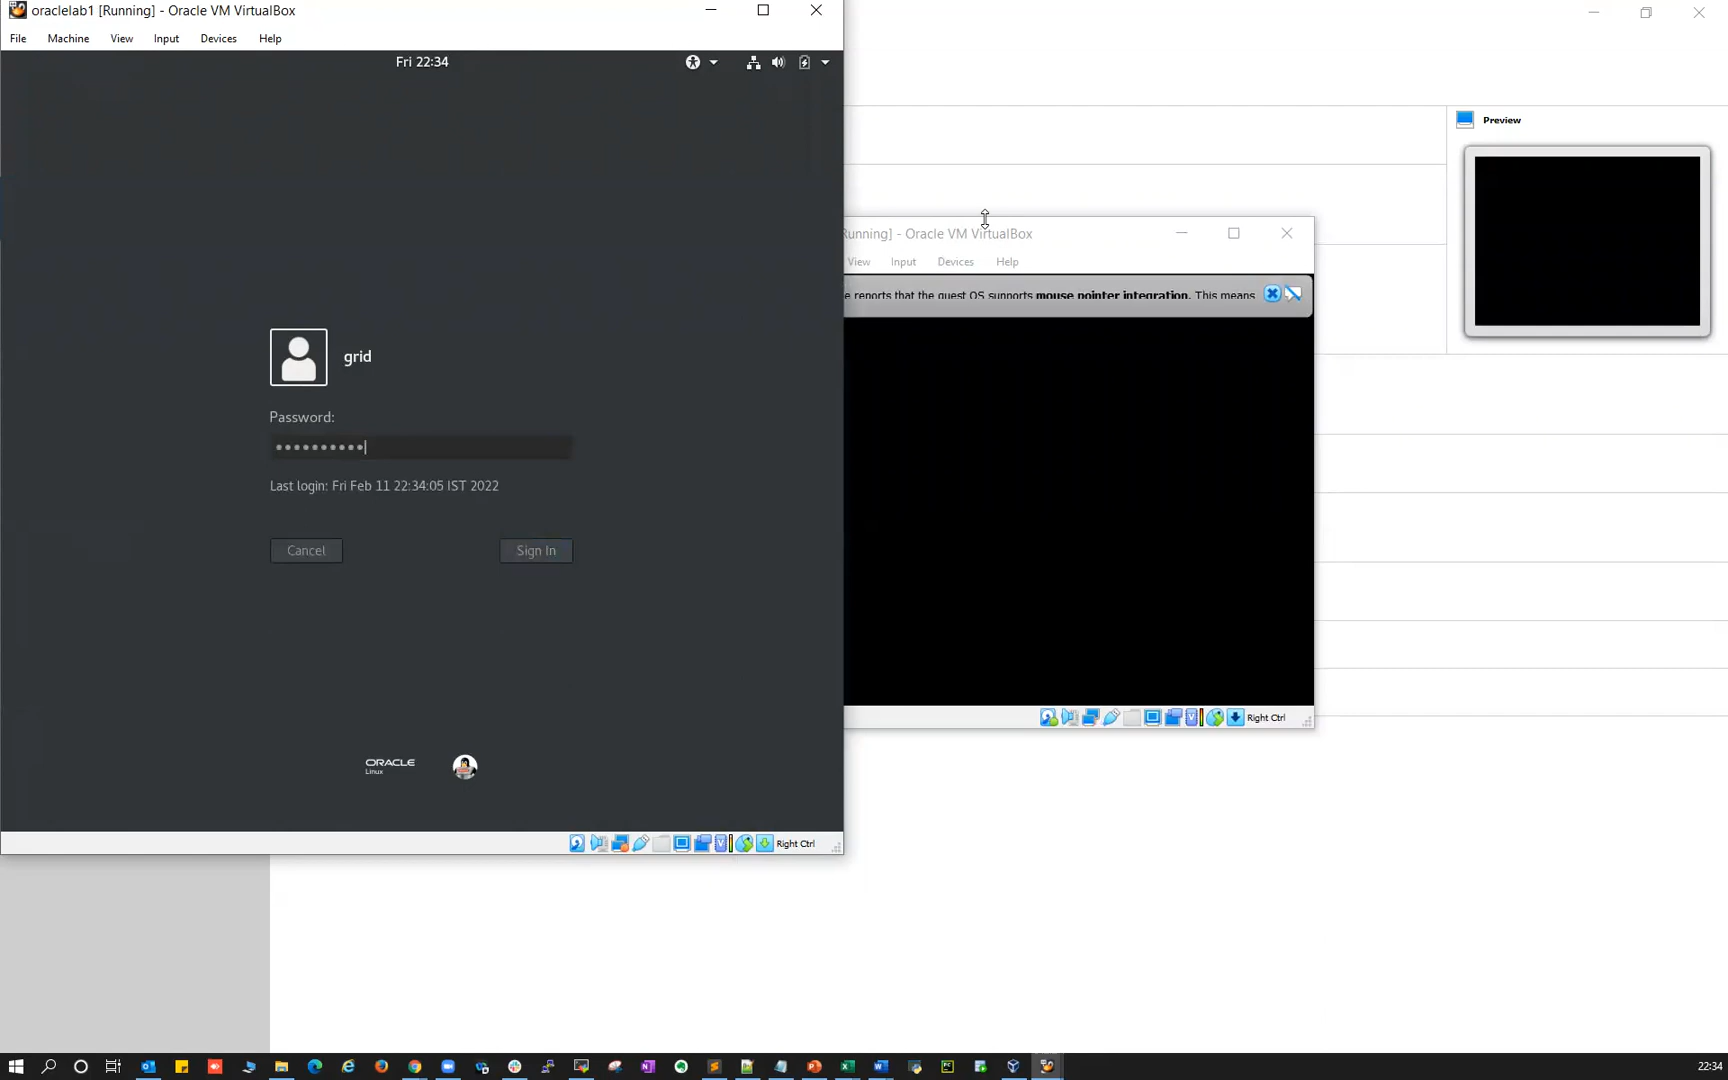 oraclelab1 [Running] - Oracle VM VirtualBox
File Machine View Input Devices Help
Fri 22:34
grid
Password:
••••••••••
Last login: Fri Feb 11 22:34:05 IST 2022
Cancel Sign In
ORACLE
Linux
Right Ctrl
Running] - Oracle VM VirtualBox
View Input Devices Help
e reports that the guest OS supports mouse pointer integration. This means
Right Ctrl
Preview
22:34